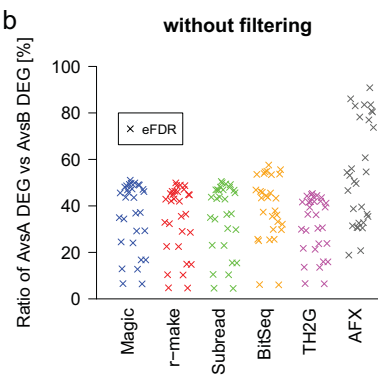 b
without filtering
Ratio of AvsA DEG vs AvsB DEG [%]
100
80
60
40
20
0
× eFDR
Magic
r-make
Subread
BitSeq
TH2G
AFX